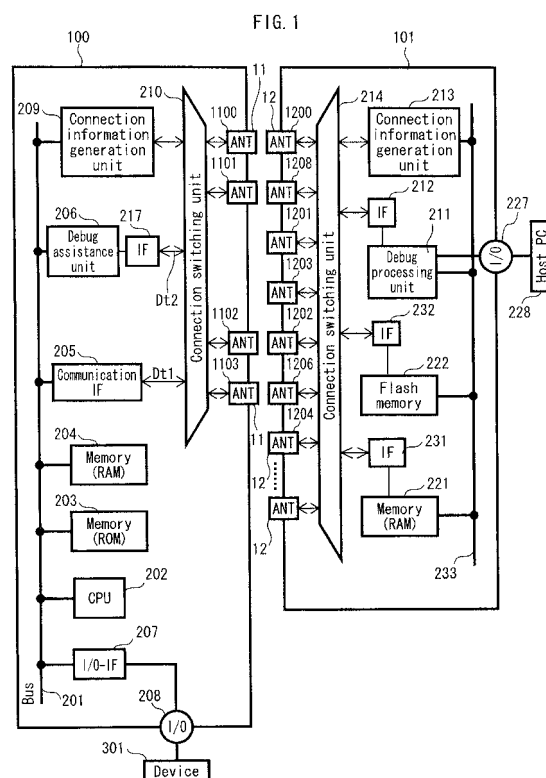 FIG. 1
100
101
210
11
209
1100
Connection
information
generation
unit
ANT
1101
ANT
206
217
Debug
assistance
unit
IF
Dt2
Connection switching unit
1102
ANT
205
1103
Communication
IF
Dt1
ANT
11
204
Memory
(RAM)
203
Memory
(ROM)
202
CPU
207
I/O-IF
Bus
201
208
I/O
301
Device
12
1200
214
213
ANT
Connection
information
generation
unit
1208
ANT
212
IF
1201
ANT
211
227
Debug
processing
unit
I/O
Host PC
228
1203
ANT
Connection switching unit
1202
232
ANT
IF
1206
222
ANT
Flash
memory
1204
ANT
231
IF
12
221
ANT
Memory
(RAM)
12
233